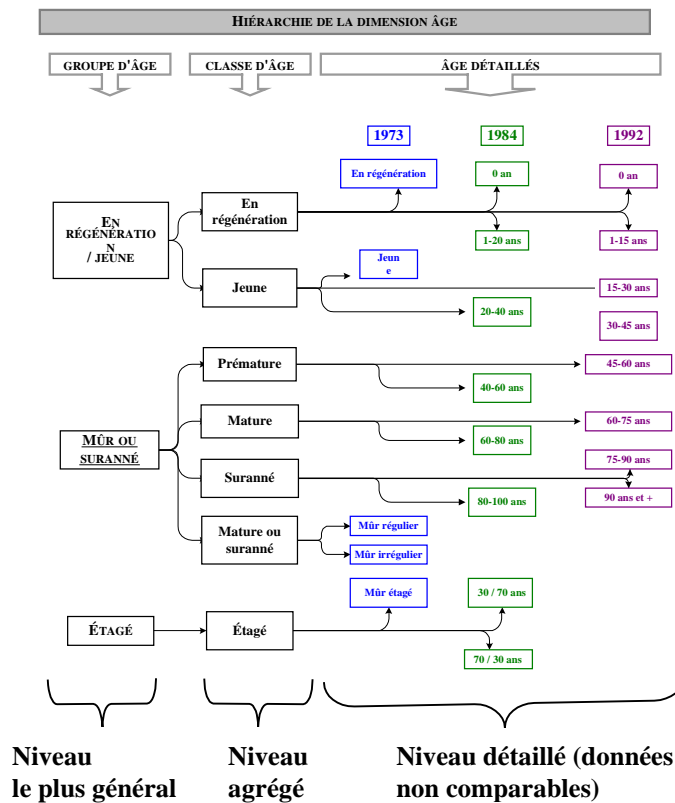 HIÉRARCHIE DE LA DIMENSION ÂGE
GROUPE D'ÂGE
CLASSE D'ÂGE
ÂGE DÉTAILLÉS
1973
1984
1992
En régénération
0 an
0 an
EN
RÉGÉNÉRATIO
N
/ JEUNE
En
régénération
1-20 ans
1-15 ans
Jeune
Jeun
e
15-30 ans
20-40 ans
30-45 ans
Prémature
45-60 ans
40-60 ans
MÛR OU
SURANNÉ
Mature
60-75 ans
60-80 ans
Suranné
75-90 ans
80-100 ans
90 ans et +
Mature ou
suranné
Mûr régulier
Mûr irrégulier
Mûr étagé
30 / 70 ans
ÉTAGÉ
Étagé
70 / 30 ans
Niveau
le plus général
Niveau
agrégé
Niveau détaillé (données
non comparables)